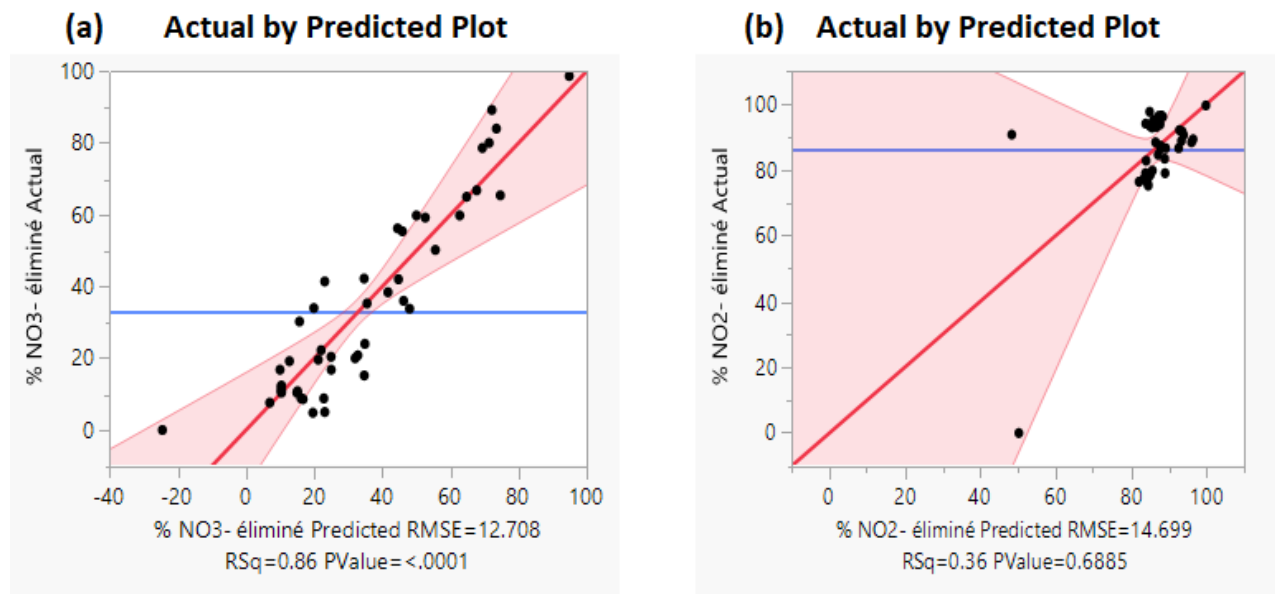 (a) Actual by Predicted Plot
% NO3- éliminé Actual
100
80
60
40
20
0
-40 -20 0 20 40 60 80 100
% NO3- éliminé Predicted RMSE=12.708
RSq=0.86 PValue=<.0001
(b) Actual by Predicted Plot
% NO2- éliminé Actual
100
80
60
40
20
0
0 20 40 60 80 100
% NO2- éliminé Predicted RMSE=14.699
RSq=0.36 PValue=0.6885